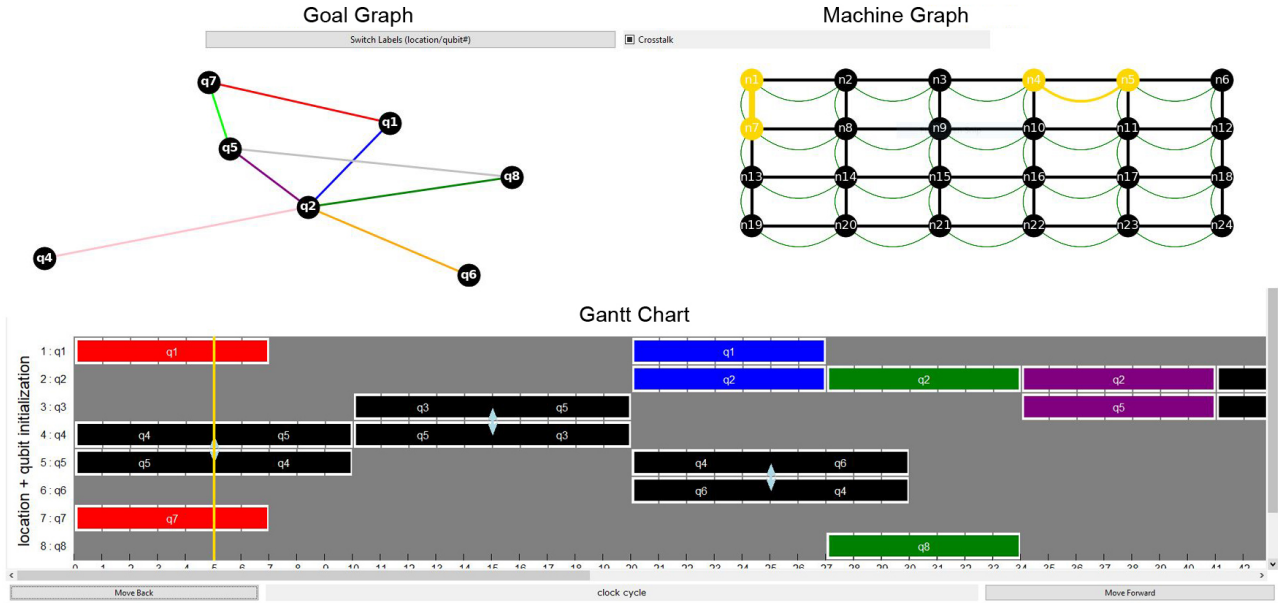 Goal Graph
Machine Graph
Switch Labels (location/qubit#)
Crosstalk
q7
q1
q5
q8
q2
q4
q6
n1 n2 n3 n4 n5 n6
n7 n8 n9 n10 n11 n12
n13 n14 n15 n16 n17 n18
n19 n20 n21 n22 n23 n24
Gantt Chart
location + qubit initialization
1 : q1 q1 q1
2 : q2 q2 q2 q2
3 : q3 q3 q5 q5
4 : q4 q4 q5 q5 q3
5 : q5 q5 q4 q4 q6
6 : q6 q6 q4
7 : q7 q7
8 : q8 q8
0 1 2 3 4 5 6 7 8 9 10 11 12 13 14 15 16 17 18 19 20 21 22 23 24 25 26 27 28 29 30 31 32 33 34 35 36 37 38 39 40 41 42
Move Back
clock cycle
Move Forward